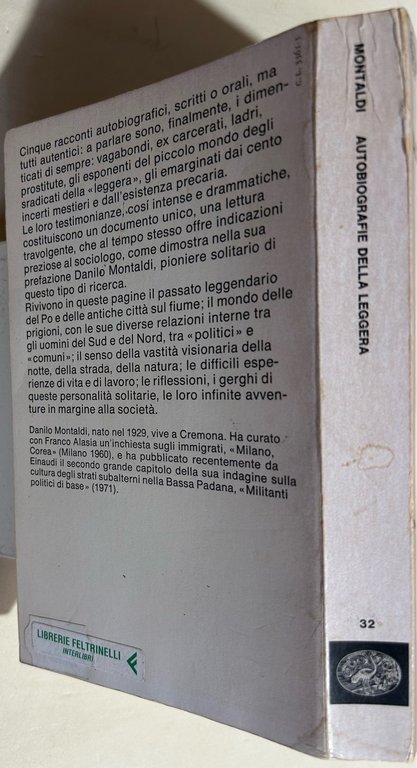 Cinque racconti autobiografici, scritti o orali, ma
tutti autentici: a parlare sono, finalmente, i dimen-
ticati di sempre: vagabondi, ex carcerati, ladri,
prostitute, gli esponenti del piccolo mondo degli
sradicati della «leggera», gli emarginati dai cento
incerti mestieri e dall'esistenza precaria.
Le loro testimonianze, così intense e drammatiche,
costituiscono un documento unico, una lettura
travolgente, che al tempo stesso offre indicazioni
preziose al sociologo, come dimostra nella sua
prefazione Danilo Montaldi, pioniere solitario di
questo tipo di ricerca.
Rivivono in queste pagine il passato leggendario
del Po e delle antiche città sul fiume; il mondo delle
prigioni, con le sue diverse relazioni interne tra
gli uomini del Sud e del Nord, tra «politici» e
«comuni»; il senso della vastità visionaria della
notte, della strada, della natura; le difficili espe-
rienze di vita e di lavoro; le riflessioni, i gerghi di
queste personalità solitarie, le loro infinite avven-
ture in margine alla società.
Danilo Montaldi, nato nel 1929, vive a Cremona. Ha curato
con Franco Alasia un'inchiesta sugli immigrati, «Milano,
Corea» (Milano 1960), e ha pubblicato recentemente da
Einaudi il secondo grande capitolo della sua indagine sulla
cultura degli strati subalterni nella Bassa Padana, «Militanti
politici di base» (1971).
LIBRERIE FELTRINELLI
INTERLIBRI
MONTALDI AUTOBIOGRAFIE DELLA LEGGERA
32